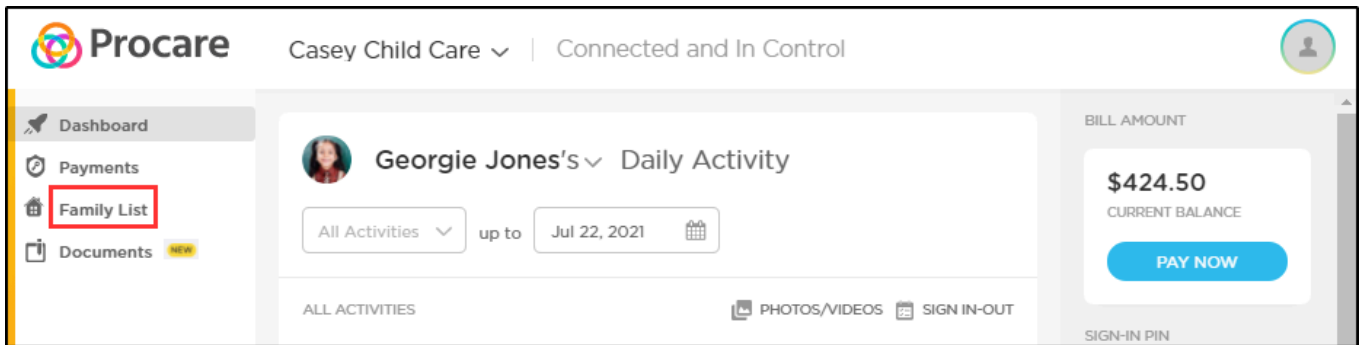 Procare
Casey Child Care
Connected and In Control
Dashboard
Payments
Family List
Documents NEW
Georgie Jones's Daily Activity
All Activities up to Jul 22, 2021
ALL ACTIVITIES PHOTOS/VIDEOS SIGN IN-OUT
BILL AMOUNT
$424.50
CURRENT BALANCE
PAY NOW
SIGN-IN PIN